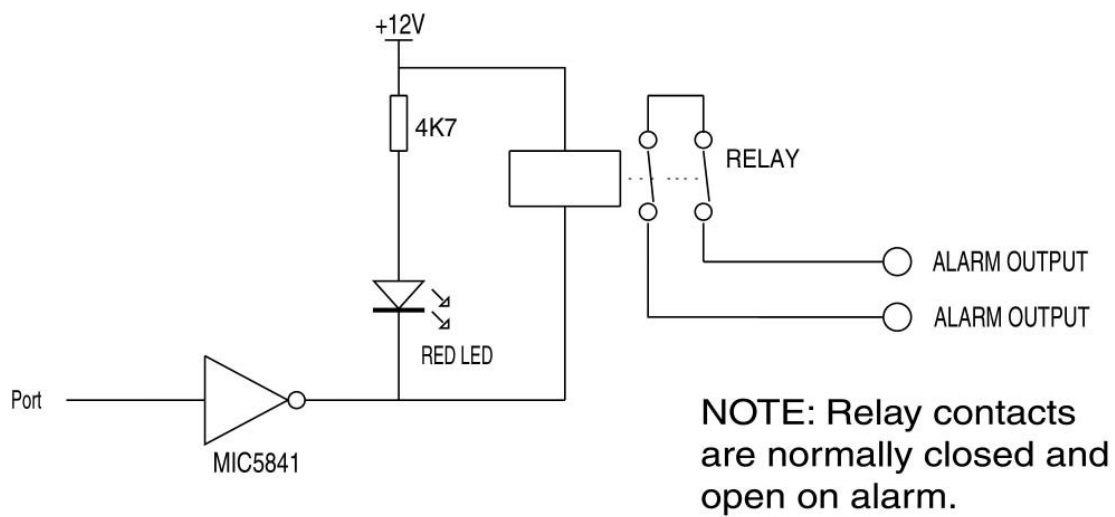 +12V
4K7
RELAY
ALARM OUTPUT
ALARM OUTPUT
RED LED
Port
MIC5841
NOTE: Relay contacts
are normally closed and
open on alarm.